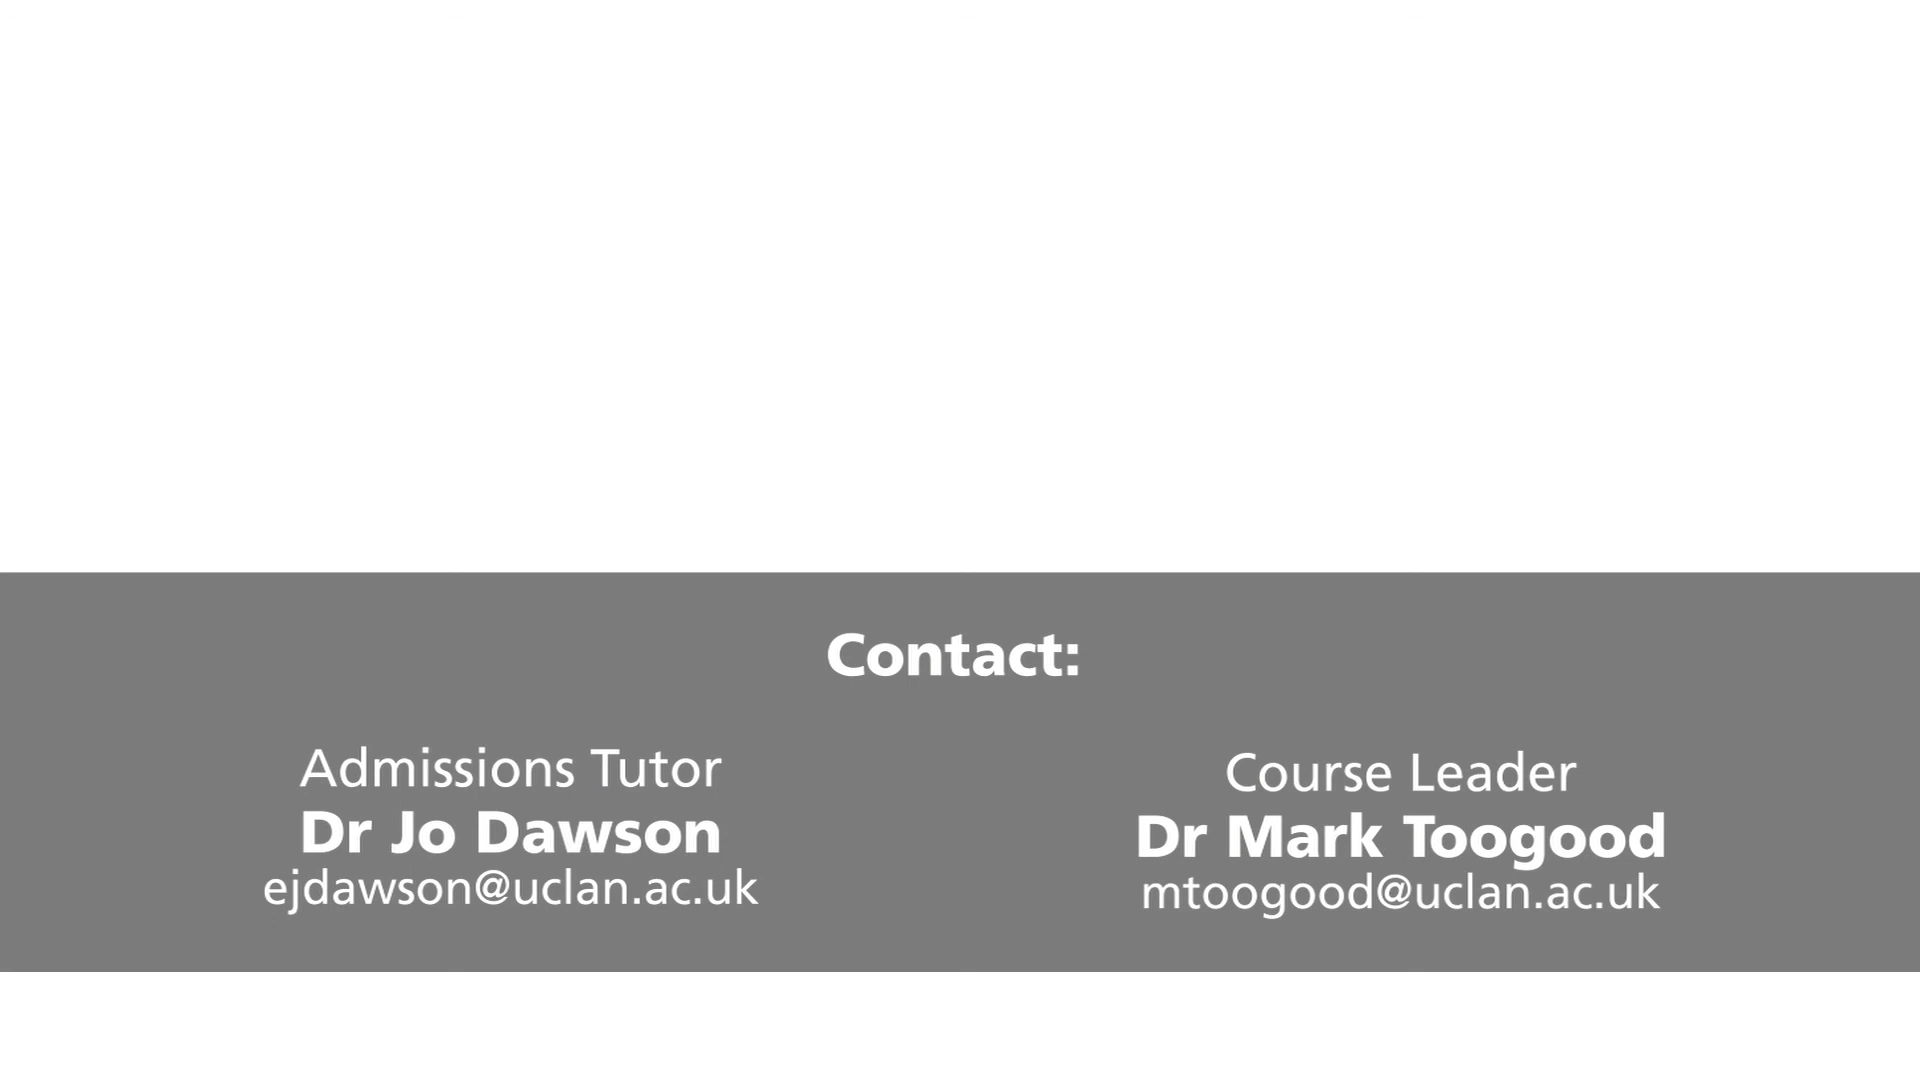 Contact:
Admissions Tutor
Dr Jo Dawson
ejdawson@uclan.ac.uk
Course Leader
Dr Mark Toogood
mtoogood@uclan.ac.uk